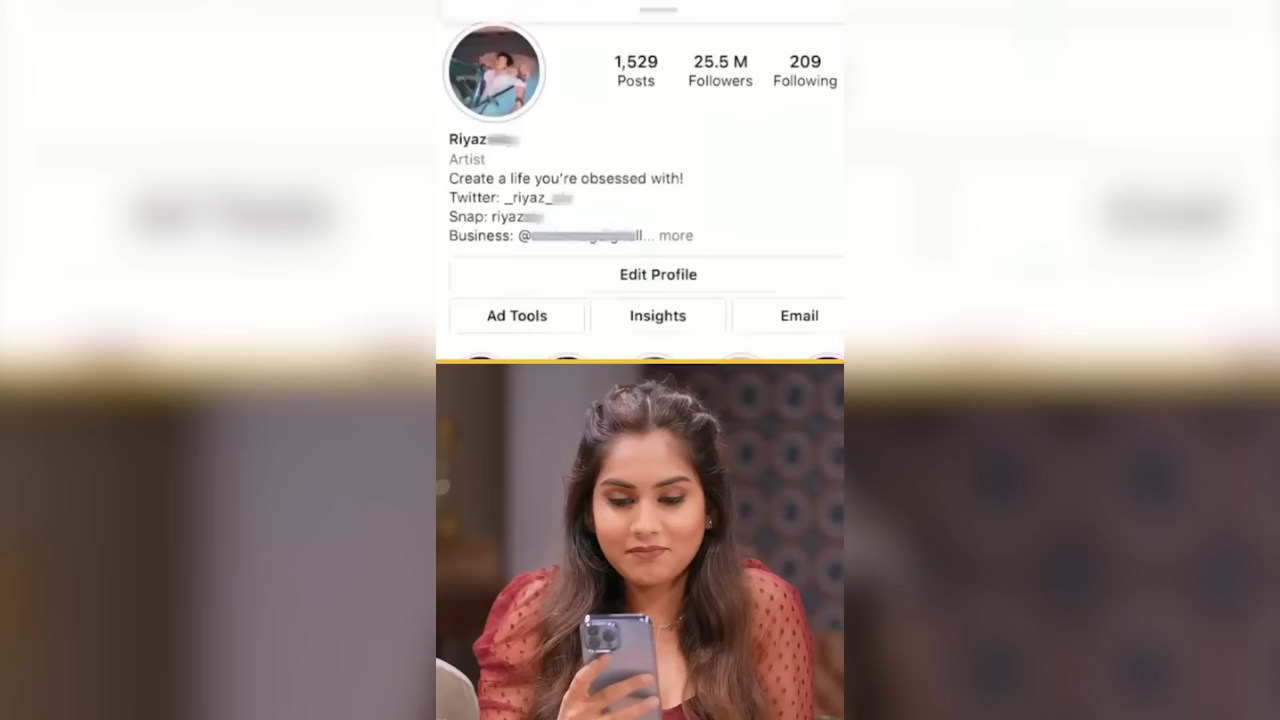 1,529 25.5 M 209
Posts Followers Following
Riyaz
Artist
Create a life you're obsessed with!
Twitter: _riyaz_
Snap: riyaz
Business: @ ll... more
Edit Profile
Ad Tools Insights Email